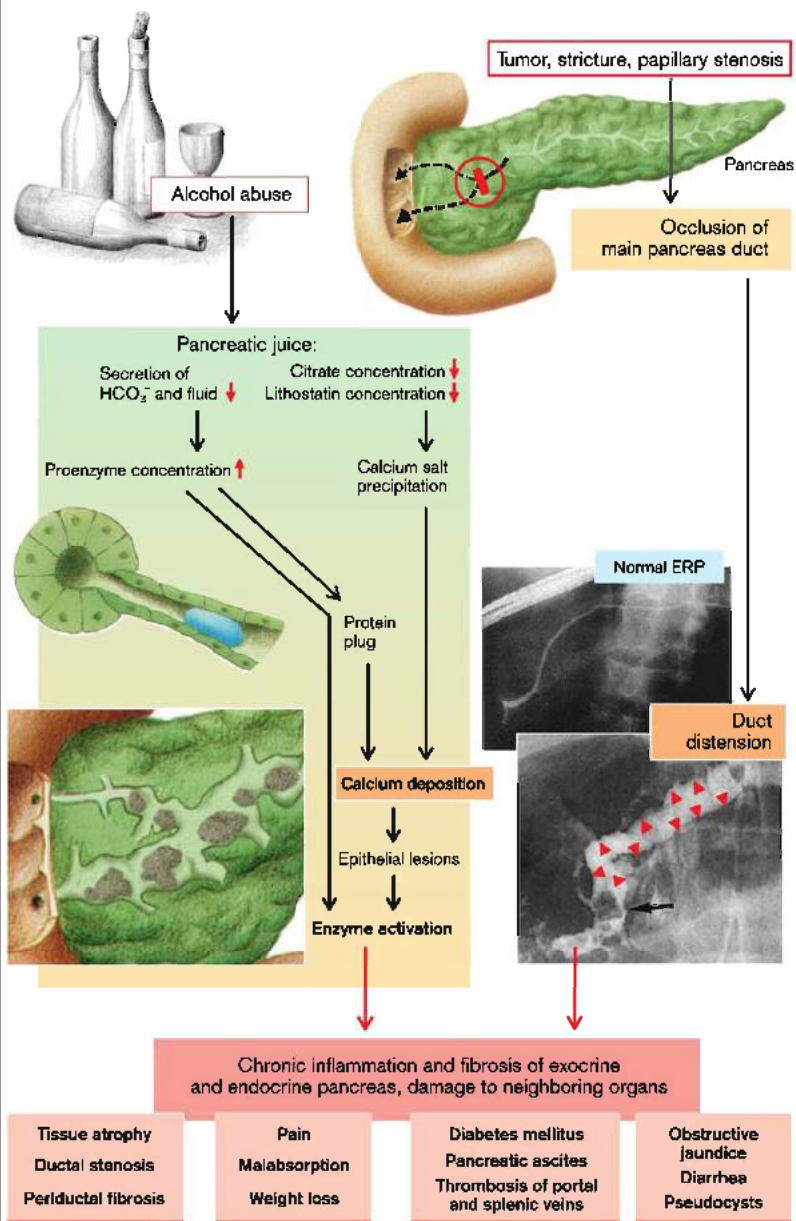 Tumor, stricture, papillary stenosis
Pancreas
Alcohol abuse
Occlusion of
main pancreas duct
Pancreatic juice:
Secretion of
HCO₃⁻ and fluid ↓
Citrate concentration ↓
Lithostatin concentration ↓
Proenzyme concentration ↑
Calcium salt
precipitation
Normal ERP
Protein
plug
Duct
distension
Calcium deposition
Epithelial lesions
Enzyme activation
Chronic inflammation and fibrosis of exocrine
and endocrine pancreas, damage to neighboring organs
Tissue atrophy
Ductal stenosis
Periductal fibrosis
Pain
Malabsorption
Weight loss
Diabetes mellitus
Pancreatic ascites
Thrombosis of portal
and splenic veins
Obstructive
jaundice
Diarrhea
Pseudocysts